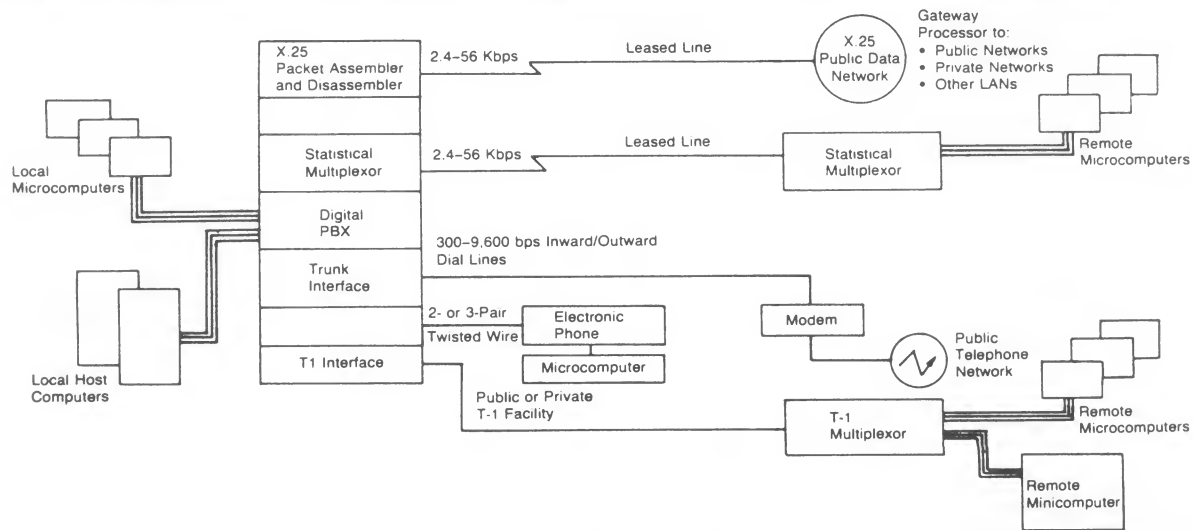 X.25
Packet Assembler
and Disassembler
2.4–56 Kbps
Leased Line
X.25
Public Data
Network
Gateway
Processor to:
• Public Networks
• Private Networks
• Other LANs
Local
Microcomputers
Statistical
Multiplexor
2.4–56 Kbps
Leased Line
Statistical
Multiplexor
Remote
Microcomputers
Digital
PBX
300–9,600 bps Inward/Outward
Dial Lines
Trunk
Interface
Modem
Public
Telephone
Network
2- or 3-Pair
Twisted Wire
Electronic
Phone
Microcomputer
T1 Interface
Local Host
Computers
Public or Private
T-1 Facility
T-1
Multiplexor
Remote
Microcomputers
Remote
Minicomputer